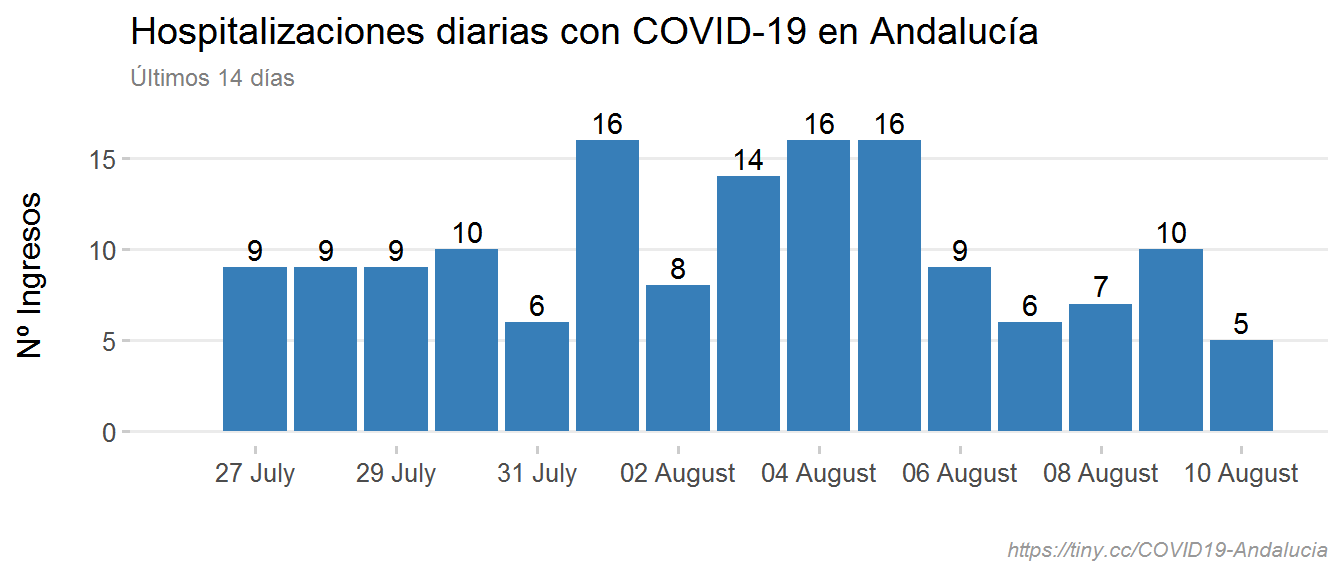 Hospitalizaciones diarias con COVID-19 en Andalucía
Últimos 14 días
Nº Ingresos
15
10
5
0
9 9 9 10 6 16 8 14 16 16 9 6 7 10 5
27 July 29 July 31 July 02 August 04 August 06 August 08 August 10 August
https://tiny.cc/COVID19-Andalucia